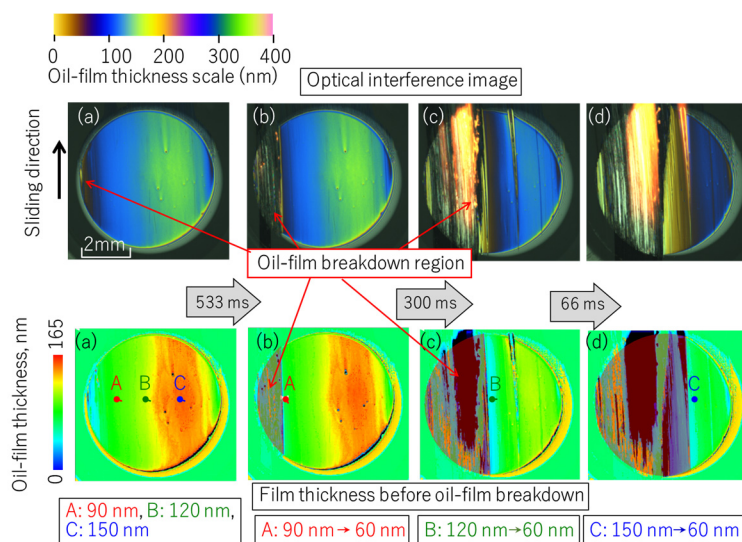 0 100 200 300 400
Oil-film thickness scale (nm)
Optical interference image
(a) (b) (c) (d)
Sliding direction
2mm
Oil-film breakdown region
533 ms 300 ms 66 ms
Oil-film thickness, nm
165
0
(a) (b) (c) (d)
A B C A B C
Film thickness before oil-film breakdown
A: 90 nm, B: 120 nm,
C: 150 nm
A: 90 nm→ 60 nm
B: 120 nm→60 nm
C: 150 nm→60 nm